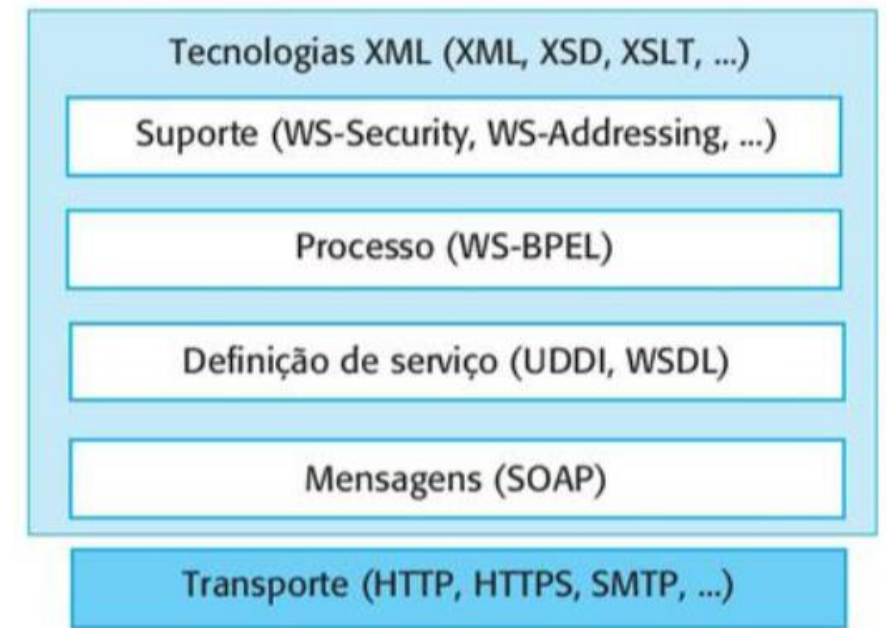 Tecnologias XML (XML, XSD, XSLT, ...)
Suporte (WS-Security, WS-Addressing, ...)
Processo (WS-BPEL)
Definição de serviço (UDDI, WSDL)
Mensagens (SOAP)
Transporte (HTTP, HTTPS, SMTP, ...)